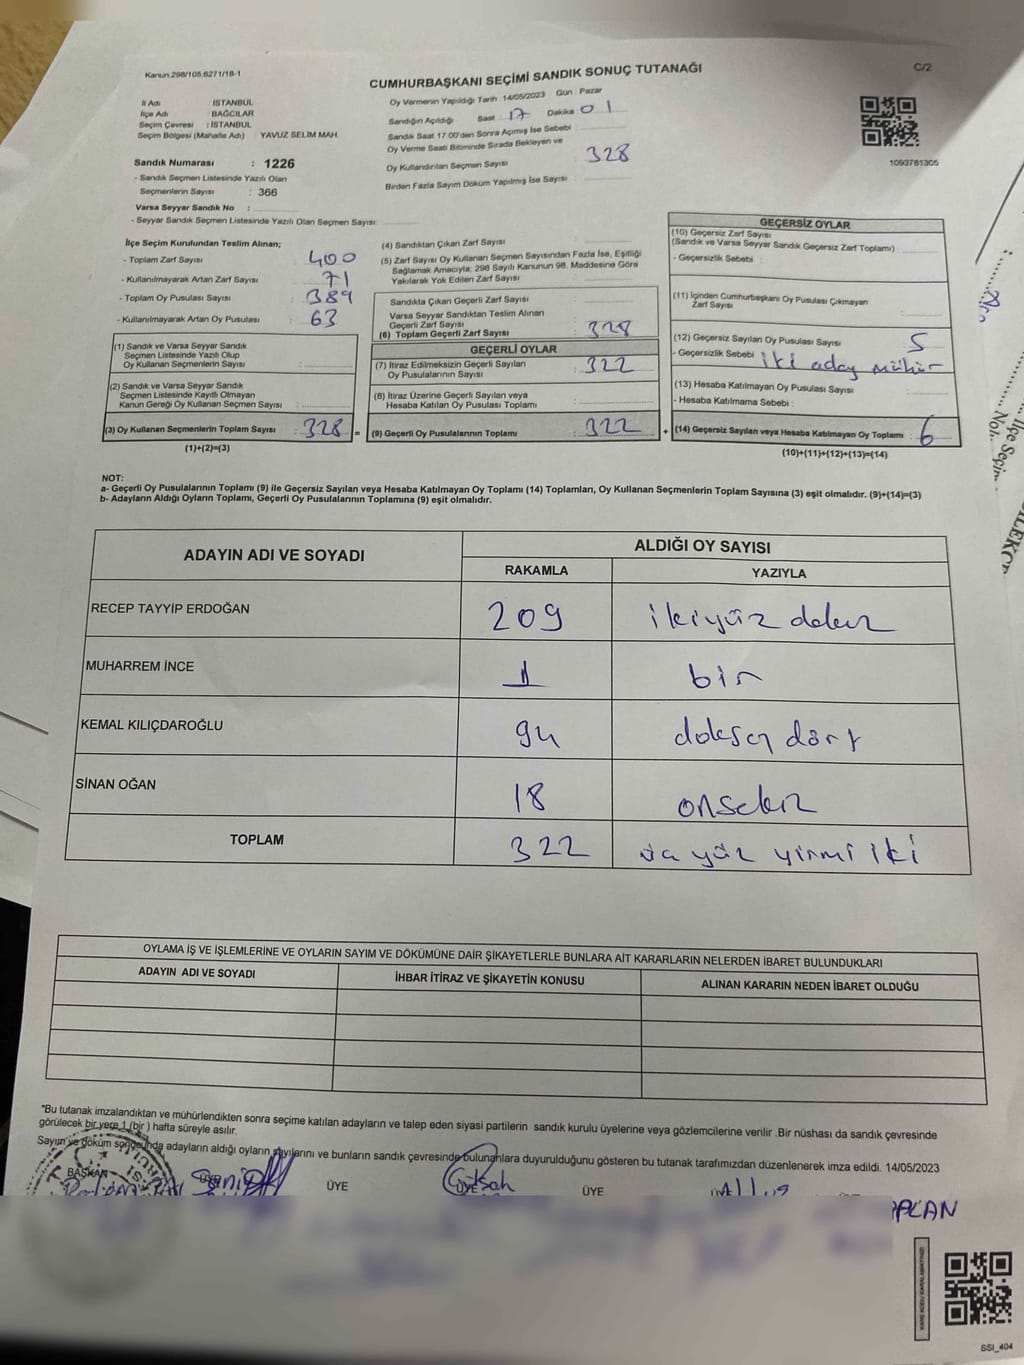 Kanun.298/105.6271/18-1
CUMHURBAŞKANI SEÇİMİ SANDIK SONUÇ TUTANAĞI
C/2
İl Adı : İSTANBUL
İlçe Adı : BAĞCILAR
Seçim Çevresi : İSTANBUL
Seçim Bölgesi (Mahalle Adı) YAVUZ SELİM MAH.
Sandık Numarası : 1226
- Sandık Seçmen Listesinde Yazılı Olan
Seçmenlerin Sayısı : 366
Varsa Seyyar Sandık No :
- Seyyar Sandık Seçmen Listesinde Yazılı Olan Seçmen Sayısı:
Oy Vermenin Yapıldığı Tarih : 14/05/2023 Gün : Pazar
Sandığın Açıldığı Saat : 17 Dakika : 01
Sandık Saat 17.00'den Sonra Açımış İse Sebebi :
Oy Verme Saati Bitiminde Sırada Bekleyen ve
Oy Kullandırılan Seçmen Sayısı : 328
Birden Fazla Sayım Döküm Yapılmış İse Sayısı :
1093781305
İlçe Seçim Kurulundan Teslim Alınan;
- Toplam Zarf Sayısı : 400
- Kullanılmayarak Artan Zarf Sayısı : 71
- Toplam Oy Pusulası Sayısı : 389
- Kullanılmayarak Artan Oy Pusulası : 63
(1) Sandık ve Varsa Seyyar Sandık
Seçmen Listesinde Yazılı Olup
Oy Kullanan Seçmenlerin Sayısı :
(2) Sandık ve Varsa Seyyar Sandık
Seçmen Listesinde Kayıtlı Olmayan
Kanun Gereği Oy Kullanan Seçmen Sayısı :
(3) Oy Kullanan Seçmenlerin Toplam Sayısı : 328 =
(1)+(2)=(3)
(4) Sandıktan Çıkan Zarf Sayısı :
(5) Zarf Sayısı Oy Kullanan Seçmen Sayısından Fazla İse, Eşitliği
Sağlamak Amacıyla; 298 Sayılı Kanunun 98. Maddesine Göre
Yakılarak Yok Edilen Zarf Sayısı :
Sandıkta Çıkan Geçerli Zarf Sayısı :
Varsa Seyyar Sandıktan Teslim Alınan
Geçerli Zarf Sayısı :
(6) Toplam Geçerli Zarf Sayısı : 328
GEÇERLİ OYLAR
(7) İtiraz Edilmeksizin Geçerli Sayılan
Oy Pusulalarının Sayısı : 322
(8) İtiraz Üzerine Geçerli Sayılan veya
Hesaba Katılan Oy Pusulası Toplamı :
(9) Geçerli Oy Pusulalarının Toplamı : 322 +
GEÇERSİZ OYLAR
(10) Geçersiz Zarf Sayısı
(Sandık ve Varsa Seyyar Sandık Geçersiz Zarf Toplamı) :
- Geçersizlik Sebebi :
(11) İçinden Cumhurbaşkanı Oy Pusulası Çıkmayan
Zarf Sayısı :
(12) Geçersiz Sayılan Oy Pusulası Sayısı : 5
- Geçersizlik Sebebi : iki aday mühür
(13) Hesaba Katılmayan Oy Pusulası Sayısı :
- Hesaba Katılmama Sebebi :
(14) Geçersiz Sayılan veya Hesaba Katılmayan Oy Toplamı : 6
(10)+(11)+(12)+(13)=(14)
NOT:
a- Geçerli Oy Pusulalarının Toplamı (9) ile Geçersiz Sayılan veya Hesaba Katılmayan Oy Toplamı (14) Toplamları, Oy Kullanan Seçmenlerin Toplam Sayısına (3) eşit olmalıdır. (9)+(14)=(3)
b- Adayların Aldığı Oyların Toplamı, Geçerli Oy Pusulalarının Toplamına (9) eşit olmalıdır.
ADAYIN ADI VE SOYADI
ALDIĞI OY SAYISI
RAKAMLA YAZIYLA
RECEP TAYYİP ERDOĞAN 209 ikiyüz dokuz
MUHARREM İNCE 1 bir
KEMAL KILIÇDAROĞLU 94 doksan dört
SİNAN OĞAN 18 onsekiz
TOPLAM 322 üç yüz yirmi iki
OYLAMA İŞ VE İŞLEMLERİNE VE OYLARIN SAYIM VE DÖKÜMÜNE DAİR ŞİKAYETLERLE BUNLARA AİT KARARLARIN NELERDEN İBARET BULUNDUKLARI
ADAYIN ADI VE SOYADI İHBAR İTİRAZ VE ŞİKAYETİN KONUSU ALINAN KARARIN NEDEN İBARET OLDUĞU
*Bu tutanak imzalandıktan ve mühürlendikten sonra seçime katılan adayların ve talep eden siyasi partilerin sandık kurulu üyelerine veya gözlemcilerine verilir .Bir nüshası da sandık çevresinde
görülecek bir yere 1 (bir ) hafta süreyle asılır.
Sayım ve döküm sonucunda adayların aldığı oyların sayılarını ve bunların sandık çevresinde bulunanlara duyurulduğunu gösteren bu tutanak tarafımızdan düzenlenerek imza edildi. 14/05/2023
BAŞKAN ÜYE ÜYE ÜYE
SSİ_404